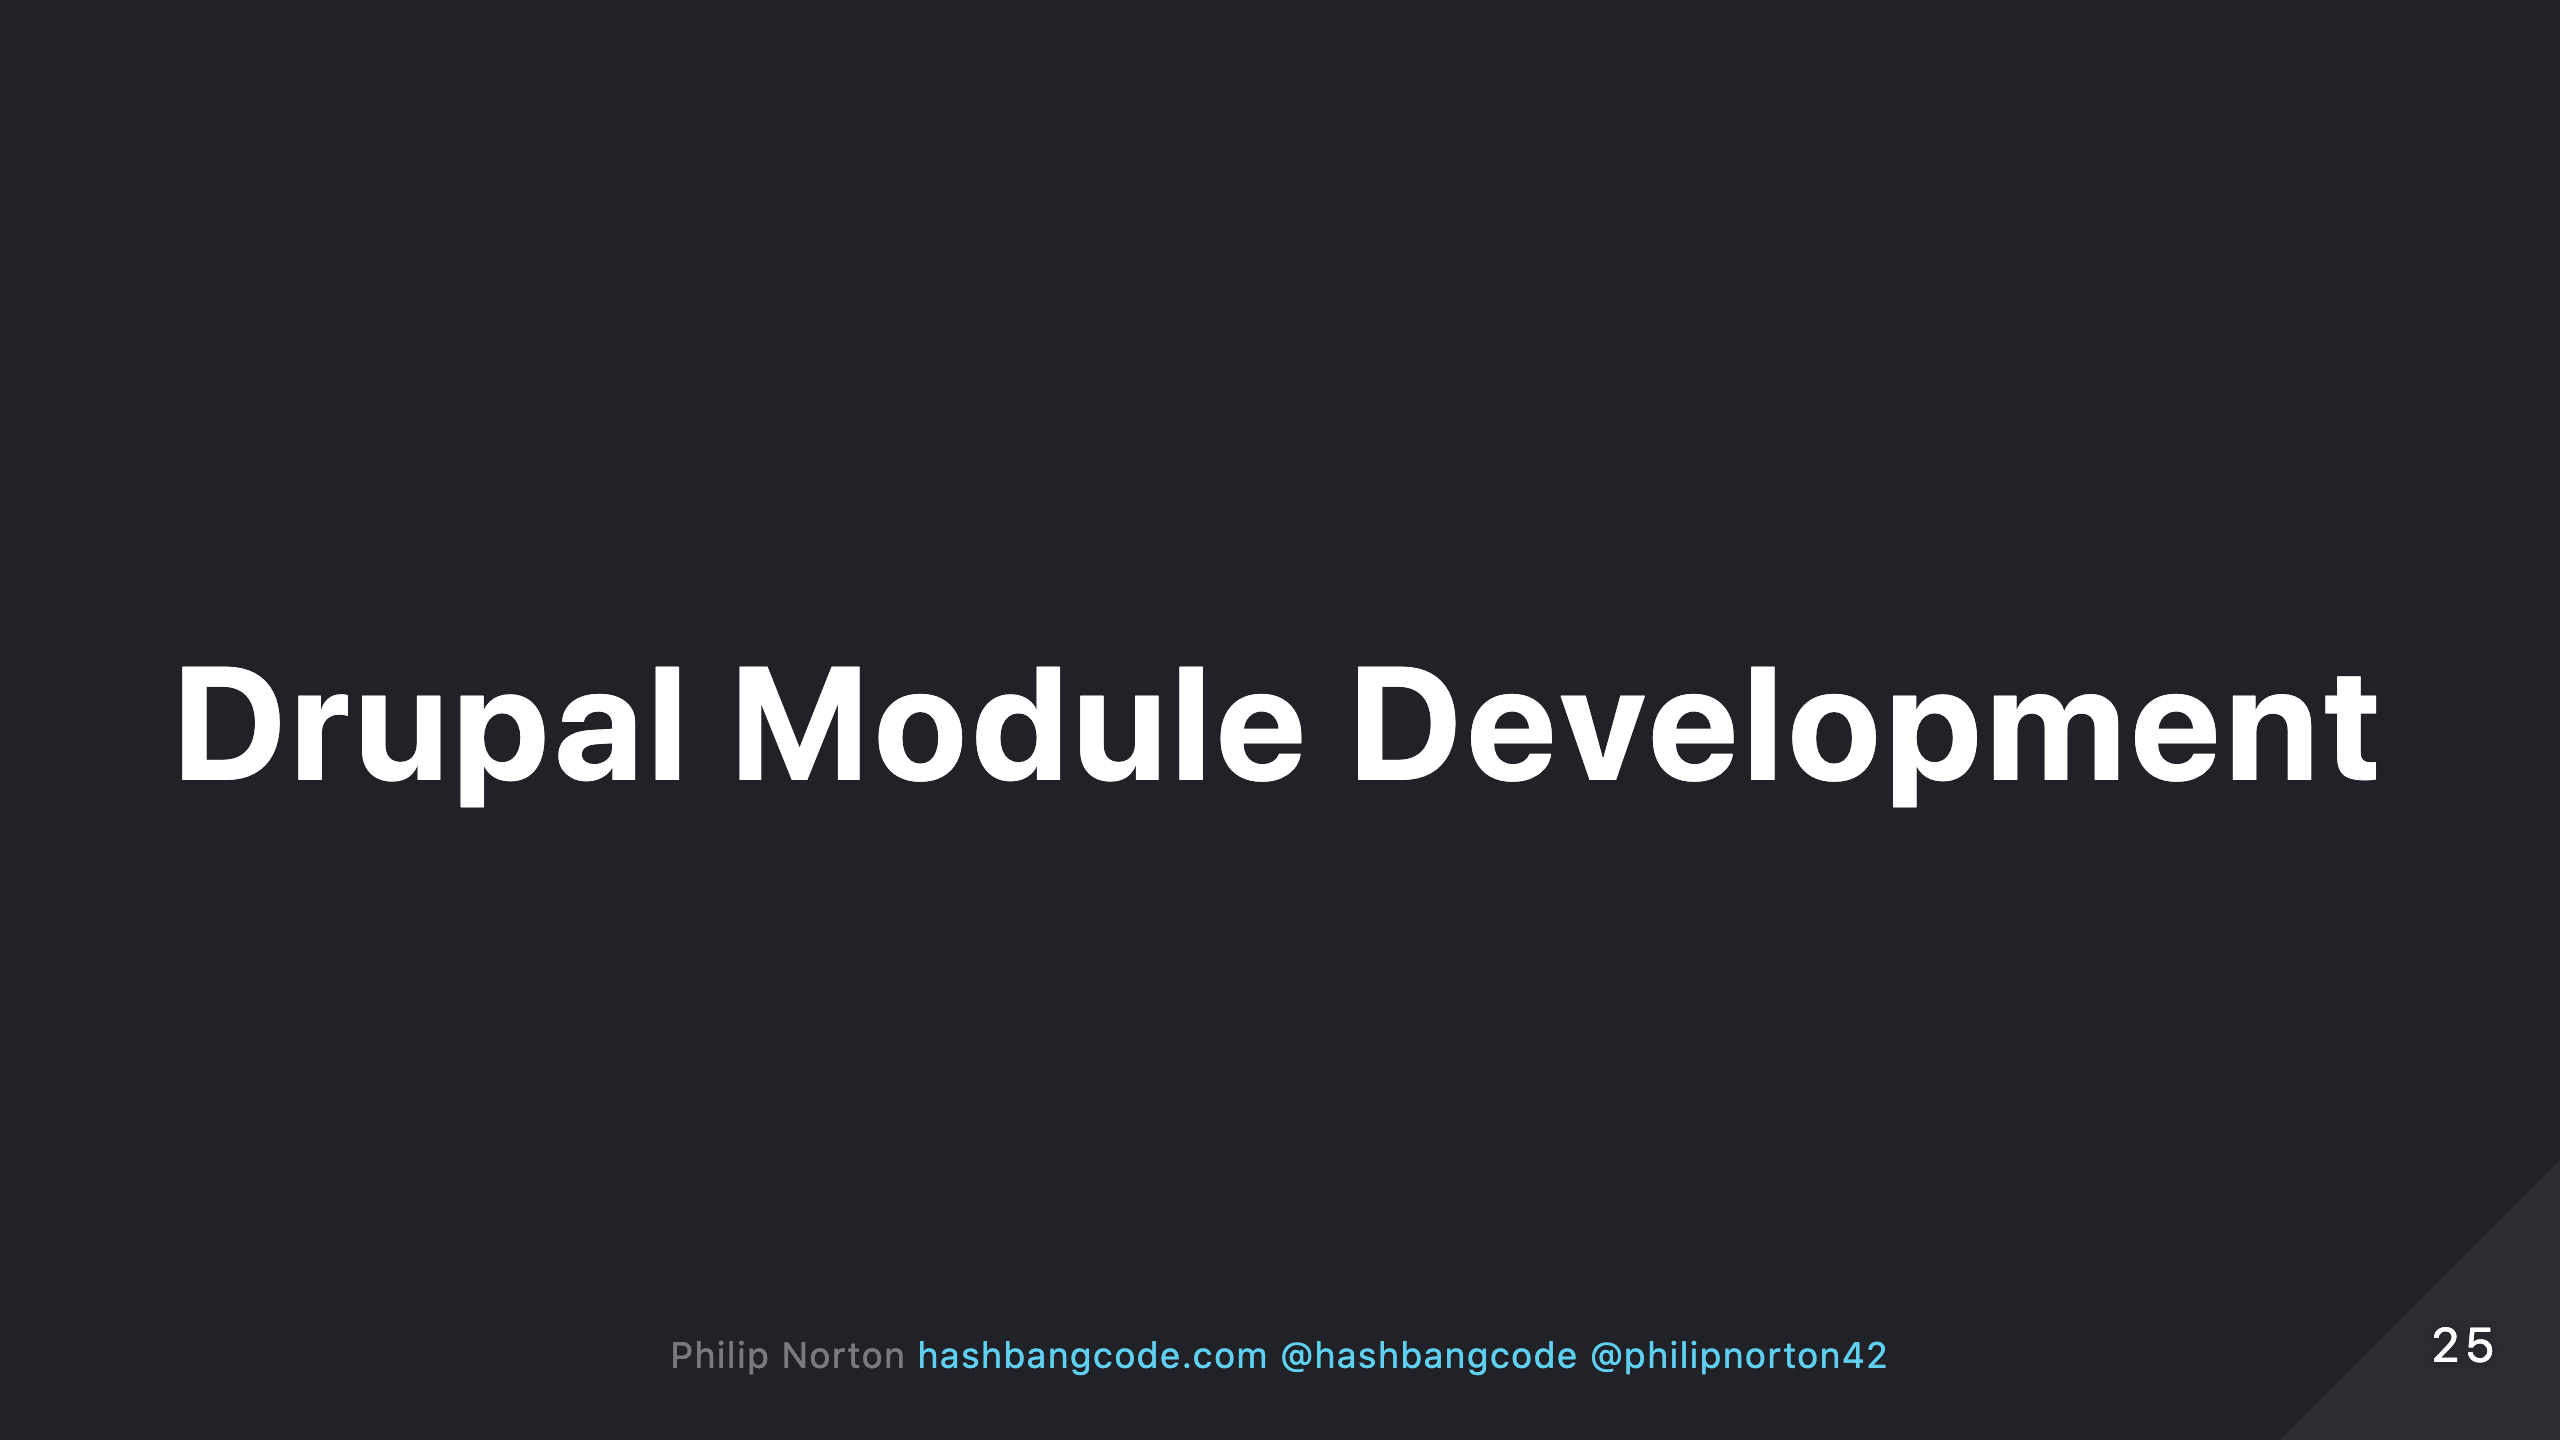 Drupal Module Development
Philip Norton hashbangcode.com @hashbangcode @philipnorton42
25